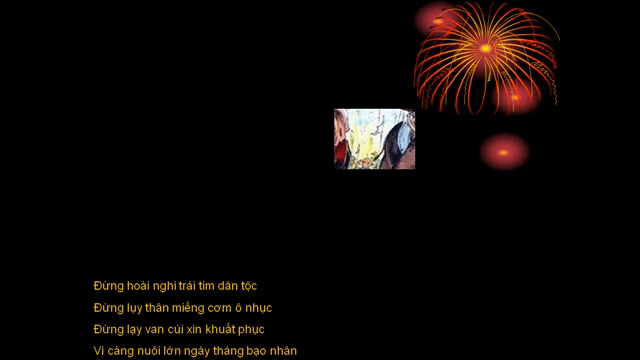 Đừng hoài nghi trái tim dân tộc
Đừng lụy thân miếng cơm ô nhục
Đừng lạy van cúi xin khuất phục
Vì càng nuôi lớn ngày tháng bạo nhân